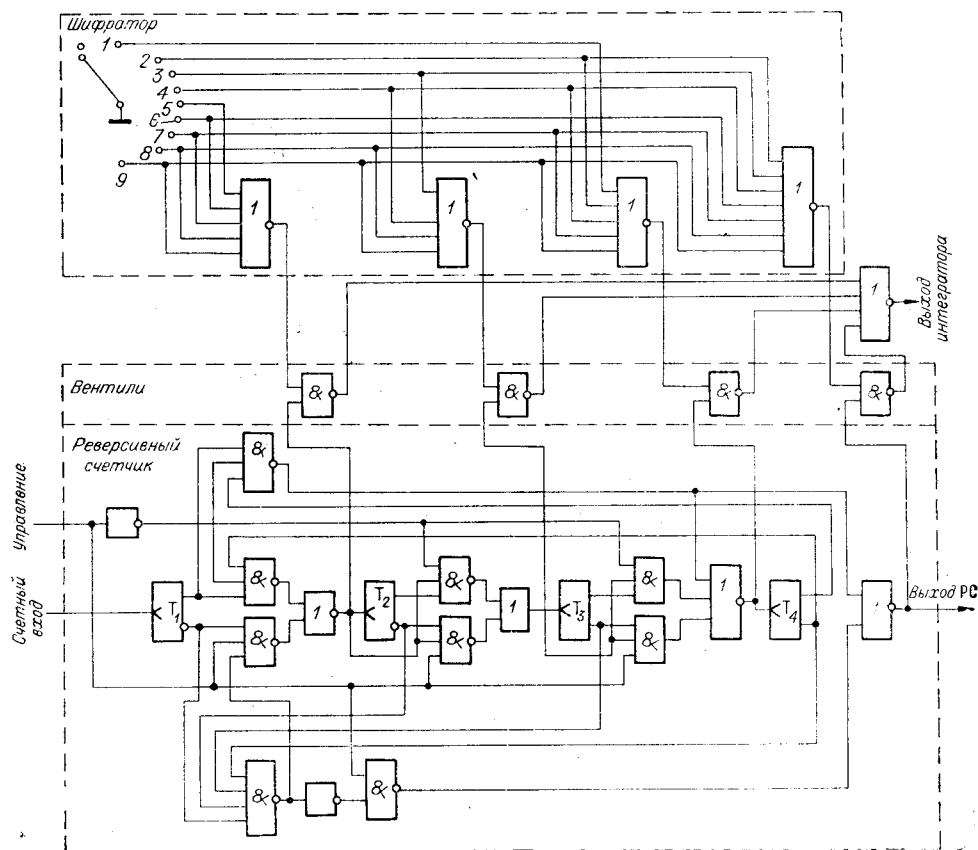 Шифратор
1
2
3
4
5
6
7
8
9
1
1
1
1
1
Выход
интегратора
Вентили
&
&
&
&
Реверсивный
счетчик
&
Управление
Счетный
вход
T1
&
&
1
T2
&
&
1
T3
&
&
1
T4
1
Выход РС
&
&